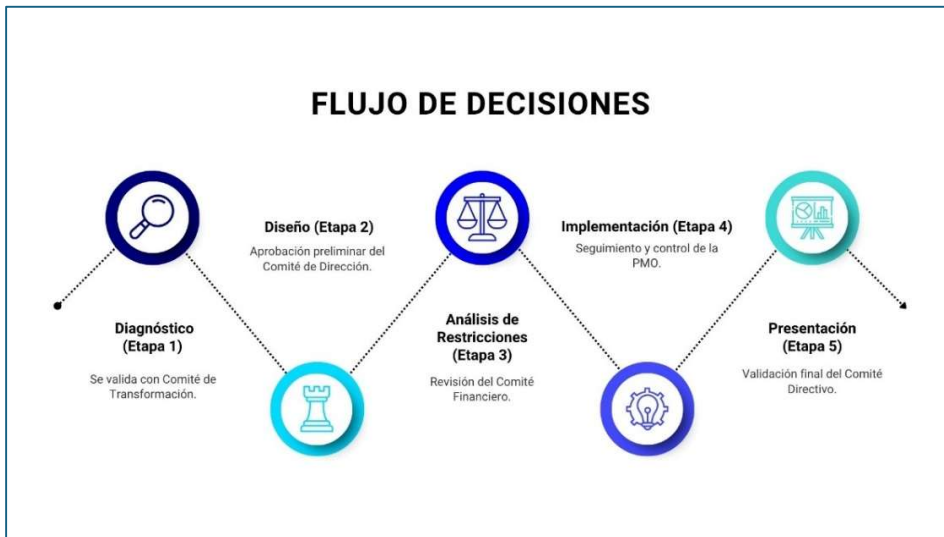 FLUJO DE DECISIONES
Diagnóstico
(Etapa 1)
Se valida con Comité de
Transformación.
Diseño (Etapa 2)
Aprobación preliminar del
Comité de Dirección.
Análisis de
Restricciones
(Etapa 3)
Revisión del Comité
Financiero.
Implementación (Etapa 4)
Seguimiento y control de la
PMO.
Presentación
(Etapa 5)
Validación final del Comité
Directivo.